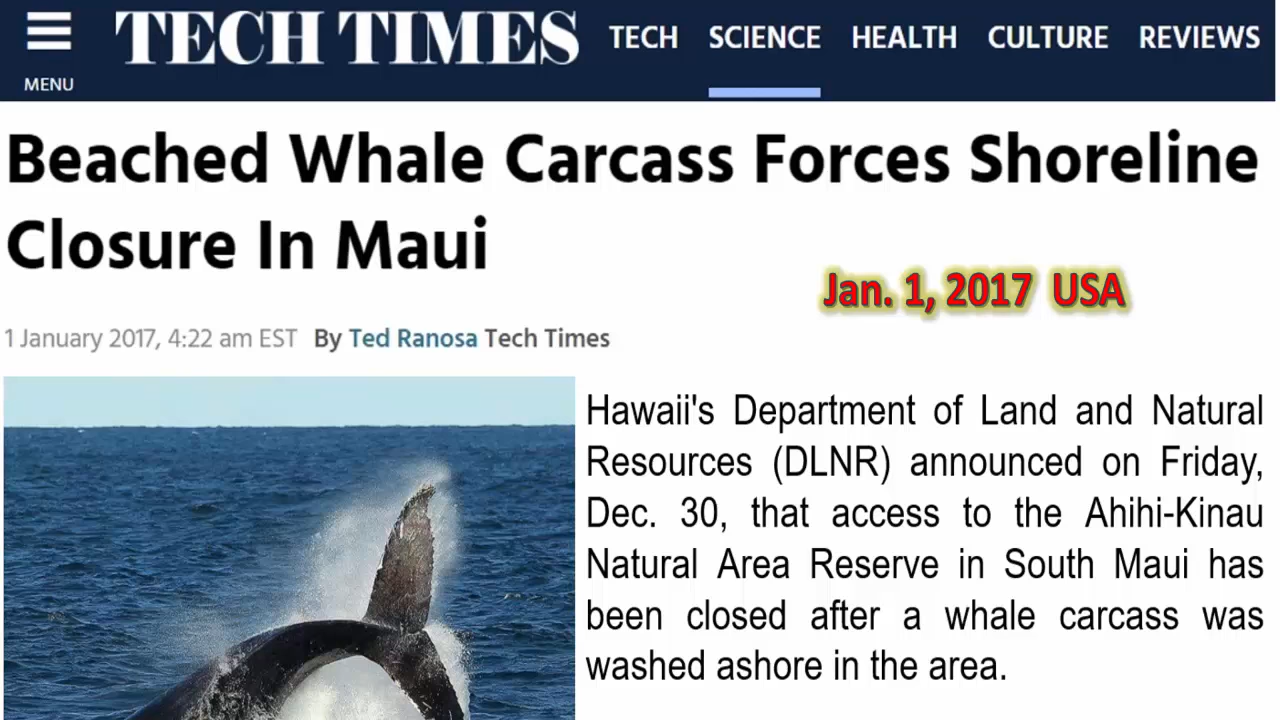 TECH TIMES TECH SCIENCE HEALTH CULTURE REVIEWS
MENU
Beached Whale Carcass Forces Shoreline
Closure In Maui
Jan. 1, 2017 USA
1 January 2017, 4:22 am EST By Ted Ranosa Tech Times
Hawaii's Department of Land and Natural
Resources (DLNR) announced on Friday,
Dec. 30, that access to the Ahihi-Kinau
Natural Area Reserve in South Maui has
been closed after a whale carcass was
washed ashore in the area.